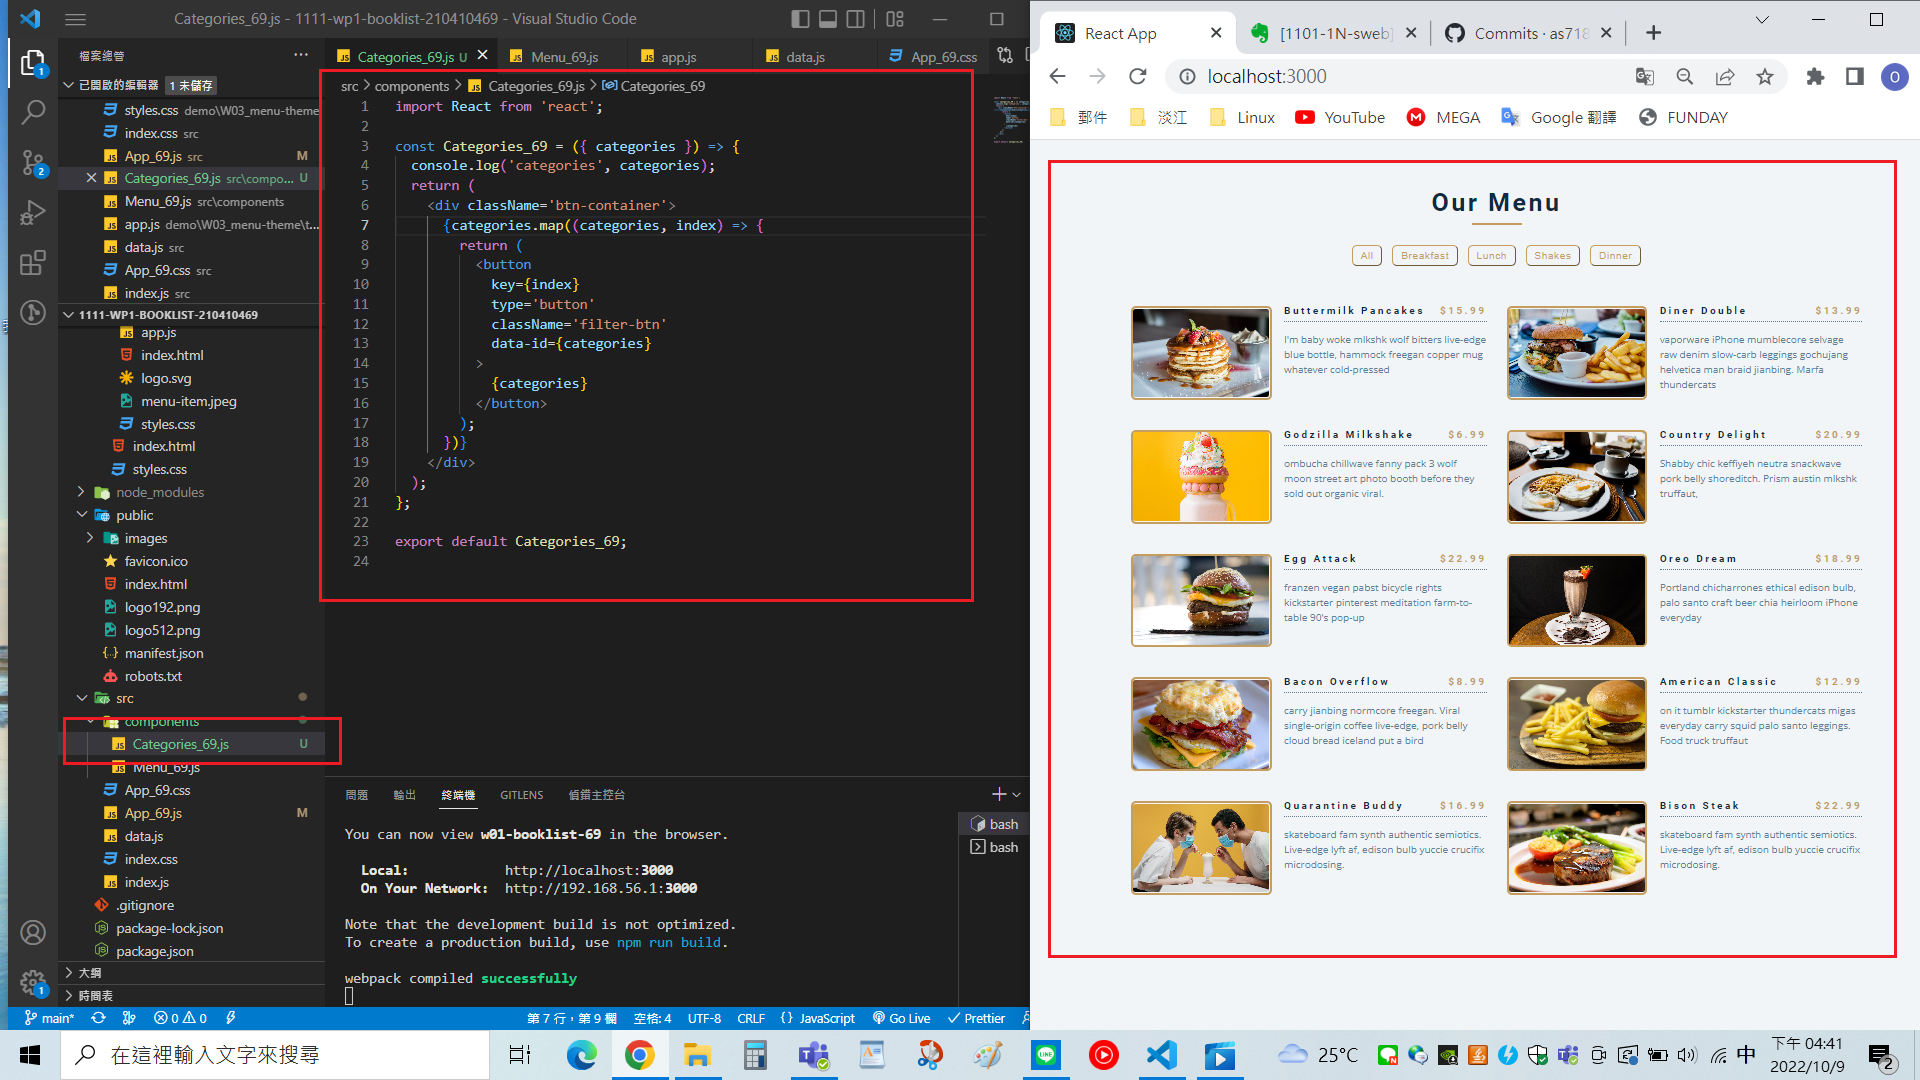 Categories_69.js - 1111-wp1-booklist-210410469 - Visual Studio Code
檔案總管
已開啟的編輯器 1 未儲存
styles.css demo\W03_menu-theme
index.css src
App_69.js src M
Categories_69.js src\compo... U
Menu_69.js src\components
app.js demo\W03_menu-theme\t...
data.js src
App_69.css src
index.js src
1111-WP1-BOOKLIST-210410469
app.js
index.html
logo.svg
menu-item.jpeg
styles.css
index.html
styles.css
node_modules
public
images
favicon.ico
index.html
logo192.png
logo512.png
manifest.json
robots.txt
src
components
Categories_69.js U
Menu_69.js
App_69.css
App_69.js M
data.js
index.css
index.js
.gitignore
package-lock.json
package.json
大綱
時間表
Categories_69.js U
Menu_69.js
app.js
data.js
App_69.css
src > components > Categories_69.js > Categories_69
1 import React from 'react';
2
3 const Categories_69 = ({ categories }) => {
4 console.log('categories', categories);
5 return (
6 <div className='btn-container'>
7 {categories.map((categories, index) => {
8 return (
9 <button
10 key={index}
11 type='button'
12 className='filter-btn'
13 data-id={categories}
14 >
15 {categories}
16 </button>
17 );
18 })}
19 </div>
20 );
21 };
22
23 export default Categories_69;
24
問題 輸出 終端機 GITLENS 偵錯主控台
You can now view w01-booklist-69 in the browser.
Local: http://localhost:3000
On Your Network: http://192.168.56.1:3000
Note that the development build is not optimized.
To create a production build, use npm run build.
webpack compiled successfully
bash
bash
main* 0 0 第 7 行，第 9 欄 空格: 4 UTF-8 CRLF {} JavaScript Go Live Prettier
React App
[1101-1N-sweb]
Commits · as718
localhost:3000
O
郵件 淡江 Linux YouTube MEGA Google 翻譯 FUNDAY
Our Menu
All Breakfast Lunch Shakes Dinner
Buttermilk Pancakes $15.99
I'm baby woke mlkshk wolf bitters live-edge
blue bottle, hammock freegan copper mug
whatever cold-pressed
Diner Double $13.99
vaporware iPhone mumblecore selvage
raw denim slow-carb leggings gochujang
helvetica man braid jianbing. Marfa
thundercats
Godzilla Milkshake $6.99
ombucha chillwave fanny pack 3 wolf
moon street art photo booth before they
sold out organic viral.
Country Delight $20.99
Shabby chic keffiyeh neutra snackwave
pork belly shoreditch. Prism austin mlkshk
truffaut,
Egg Attack $22.99
franzen vegan pabst bicycle rights
kickstarter pinterest meditation farm-to-
table 90's pop-up
Oreo Dream $18.99
Portland chicharrones ethical edison bulb,
palo santo craft beer chia heirloom iPhone
everyday
Bacon Overflow $8.99
carry jianbing normcore freegan. Viral
single-origin coffee live-edge, pork belly
cloud bread iceland put a bird
American Classic $12.99
on it tumblr kickstarter thundercats migas
everyday carry squid palo santo leggings.
Food truck truffaut
Quarantine Buddy $16.99
skateboard fam synth authentic semiotics.
Live-edge lyft af, edison bulb yuccie crucifix
microdosing.
Bison Steak $22.99
skateboard fam synth authentic semiotics.
Live-edge lyft af, edison bulb yuccie crucifix
microdosing.
在這裡輸入文字來搜尋
25°C
中
下午 04:41
2022/10/9
2